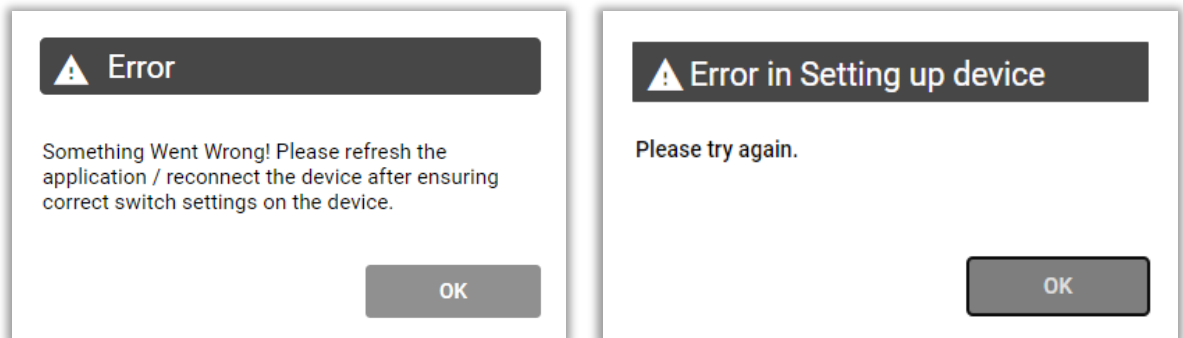 Error
Something Went Wrong! Please refresh the
application / reconnect the device after ensuring
correct switch settings on the device.
OK
Error in Setting up device
Please try again.
OK